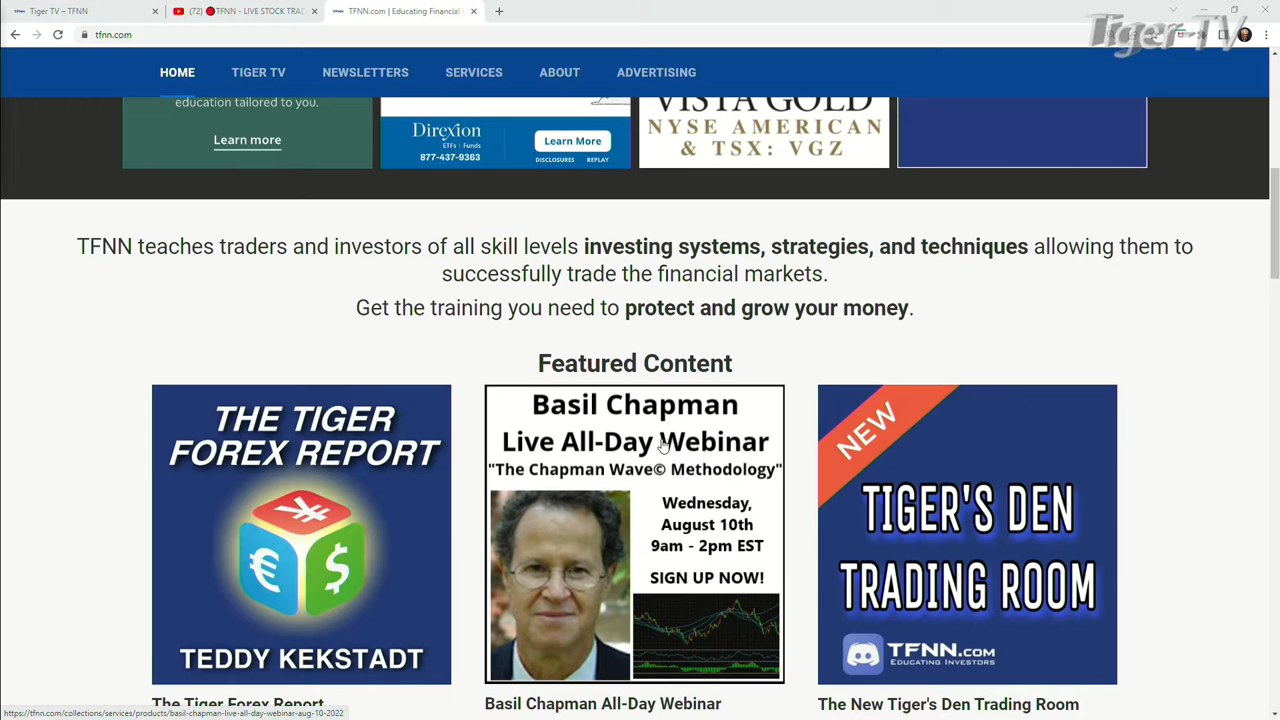 Tiger TV – TFNN
(72) 🔴TFNN - LIVE STOCK TRA
TFNN.com | Educating Financial
Tiger TV
tfnn.com
HOME
TIGER TV
NEWSLETTERS
SERVICES
ABOUT
ADVERTISING
education tailored to you.
Learn more
Direxion
ETFs | Funds
877-437-9363
Learn More
DISCLOSURES
REPLAY
VISTA GOLD
NYSE AMERICAN
& TSX: VGZ
TFNN teaches traders and investors of all skill levels investing systems, strategies, and techniques allowing them to
successfully trade the financial markets.
Get the training you need to protect and grow your money.
Featured Content
THE TIGER
FOREX REPORT
¥
€
$
TEDDY KEKSTADT
Basil Chapman
Live All-Day Webinar
"The Chapman Wave© Methodology"
Wednesday,
August 10th
9am - 2pm EST
SIGN UP NOW!
NEW
TIGER'S DEN
TRADING ROOM
TFNN.com
EDUCATING INVESTORS
The Tiger Forex Report
Basil Chapman All-Day Webinar
The New Tiger's Den Trading Room
https://tfnn.com/collections/services/products/basil-chapman-live-all-day-webinar-aug-10-2022